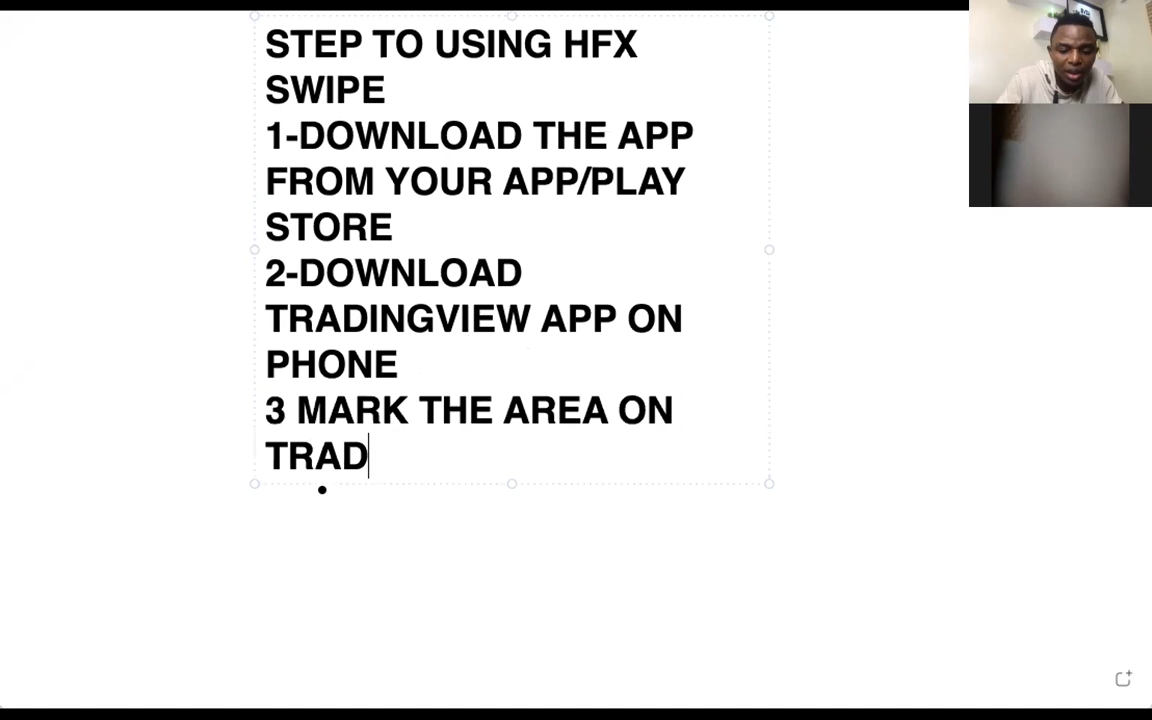 STEP TO USING HFX
SWIPE
1-DOWNLOAD THE APP
FROM YOUR APP/PLAY
STORE
2-DOWNLOAD
TRADINGVIEW APP ON
PHONE
3 MARK THE AREA ON
TRAD